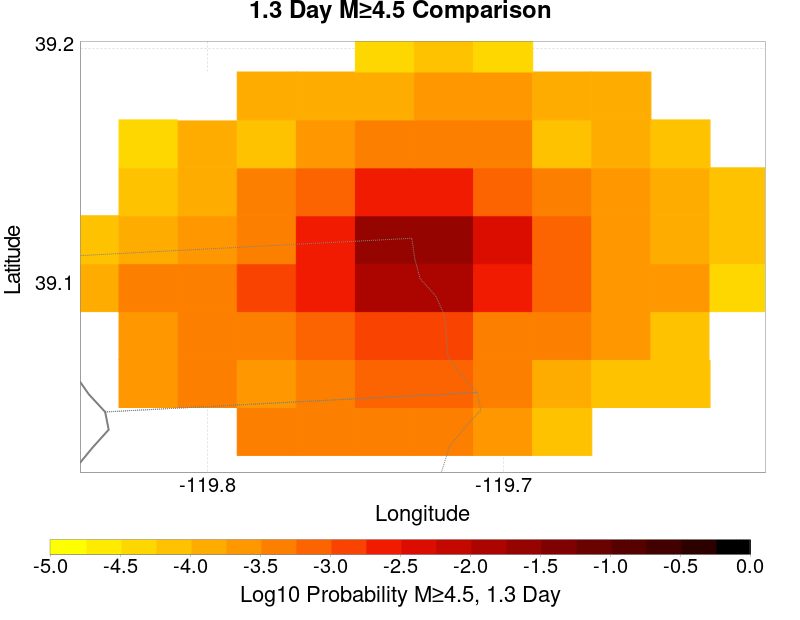 1.3 Day M≥4.5 Comparison
39.2
39.1
Latitude
-119.8 -119.7
Longitude
-5.0 -4.5 -4.0 -3.5 -3.0 -2.5 -2.0 -1.5 -1.0 -0.5 0.0
Log10 Probability M≥4.5, 1.3 Day